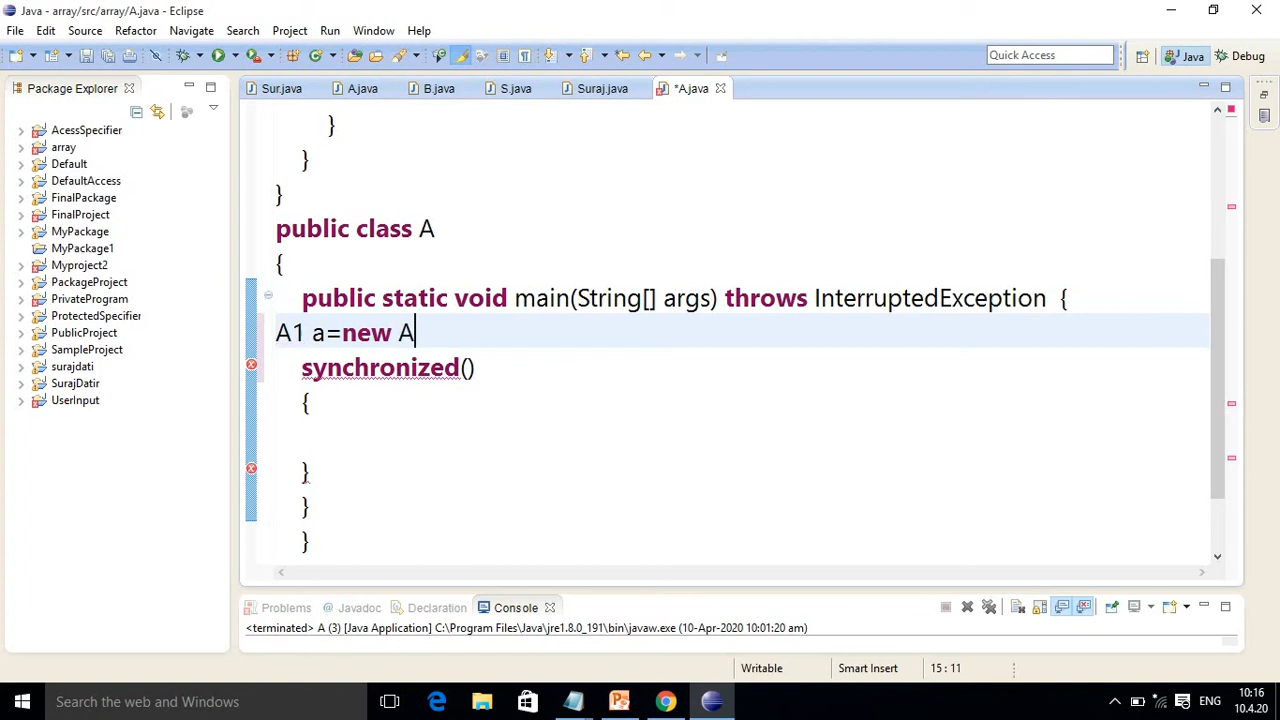 Java - array/src/array/A.java - Eclipse
File Edit Source Refactor Navigate Search Project Run Window Help
Quick Access Java Debug
Package Explorer Sur.java A.java B.java S.java Suraj.java *A.java
AcessSpecifier
array
Default
DefaultAccess
FinalPackage
FinalProject
MyPackage
MyPackage1
Myproject2
PackageProject
PrivateProgram
ProtectedSpecifier
PublicProject
SampleProject
surajdati
SurajDatir
UserInput
}
}
}
public class A
{
public static void main(String[] args) throws InterruptedException {
A1 a=new A
synchronized()
{
}
}
}
Problems @ Javadoc Declaration Console
<terminated> A (3) [Java Application] C:\Program Files\Java\jre1.8.0_191\bin\javaw.exe (10-Apr-2020 10:01:20 am)
Writable Smart Insert 15 : 11
Search the web and Windows ENG 10:16
10.4.20